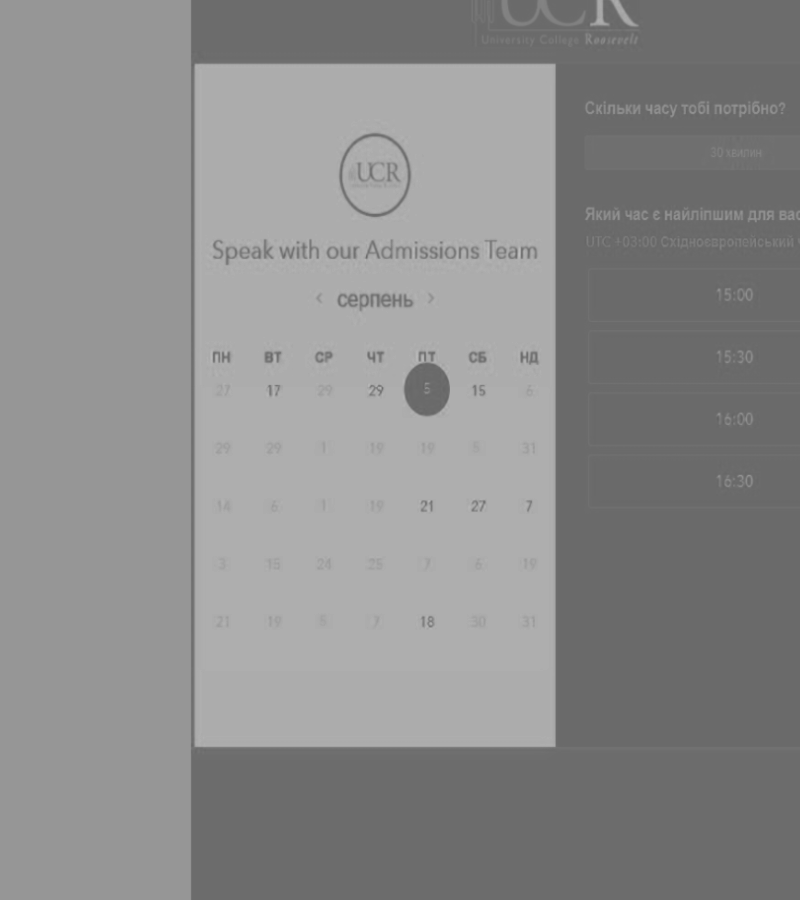 UCR
University College Roosevelt
UCR
Speak with our Admissions Team
< серпень >
ПН ВТ СР ЧТ ПТ СБ НД
27 17 29 29 5 15 6
29 29 1 19 19 5 31
14 6 1 19 21 27 7
3 15 24 25 7 6 19
21 19 5 7 18 30 31
Скільки часу тобі потрібно?
30 хвилин
Який час є найліпшим для вас
UTC +03:00 Східноєвропейський
15:00
15:30
16:00
16:30